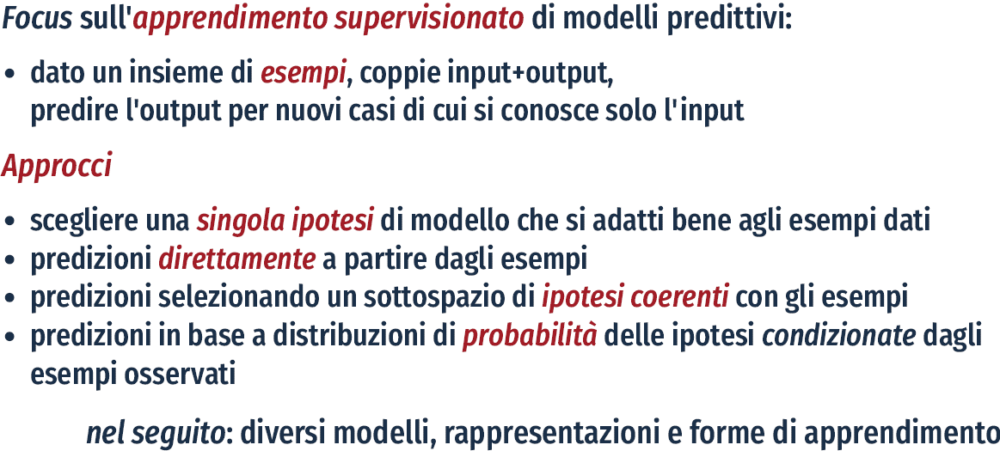 Focus sull'apprendimento supervisionato di modelli predittivi:
• dato un insieme di esempi, coppie input+output,
predire l'output per nuovi casi di cui si conosce solo l'input
Approcci
• scegliere una singola ipotesi di modello che si adatti bene agli esempi dati
• predizioni direttamente a partire dagli esempi
• predizioni selezionando un sottospazio di ipotesi coerenti con gli esempi
• predizioni in base a distribuzioni di probabilità delle ipotesi condizionate dagli
esempi osservati
nel seguito: diversi modelli, rappresentazioni e forme di apprendimento